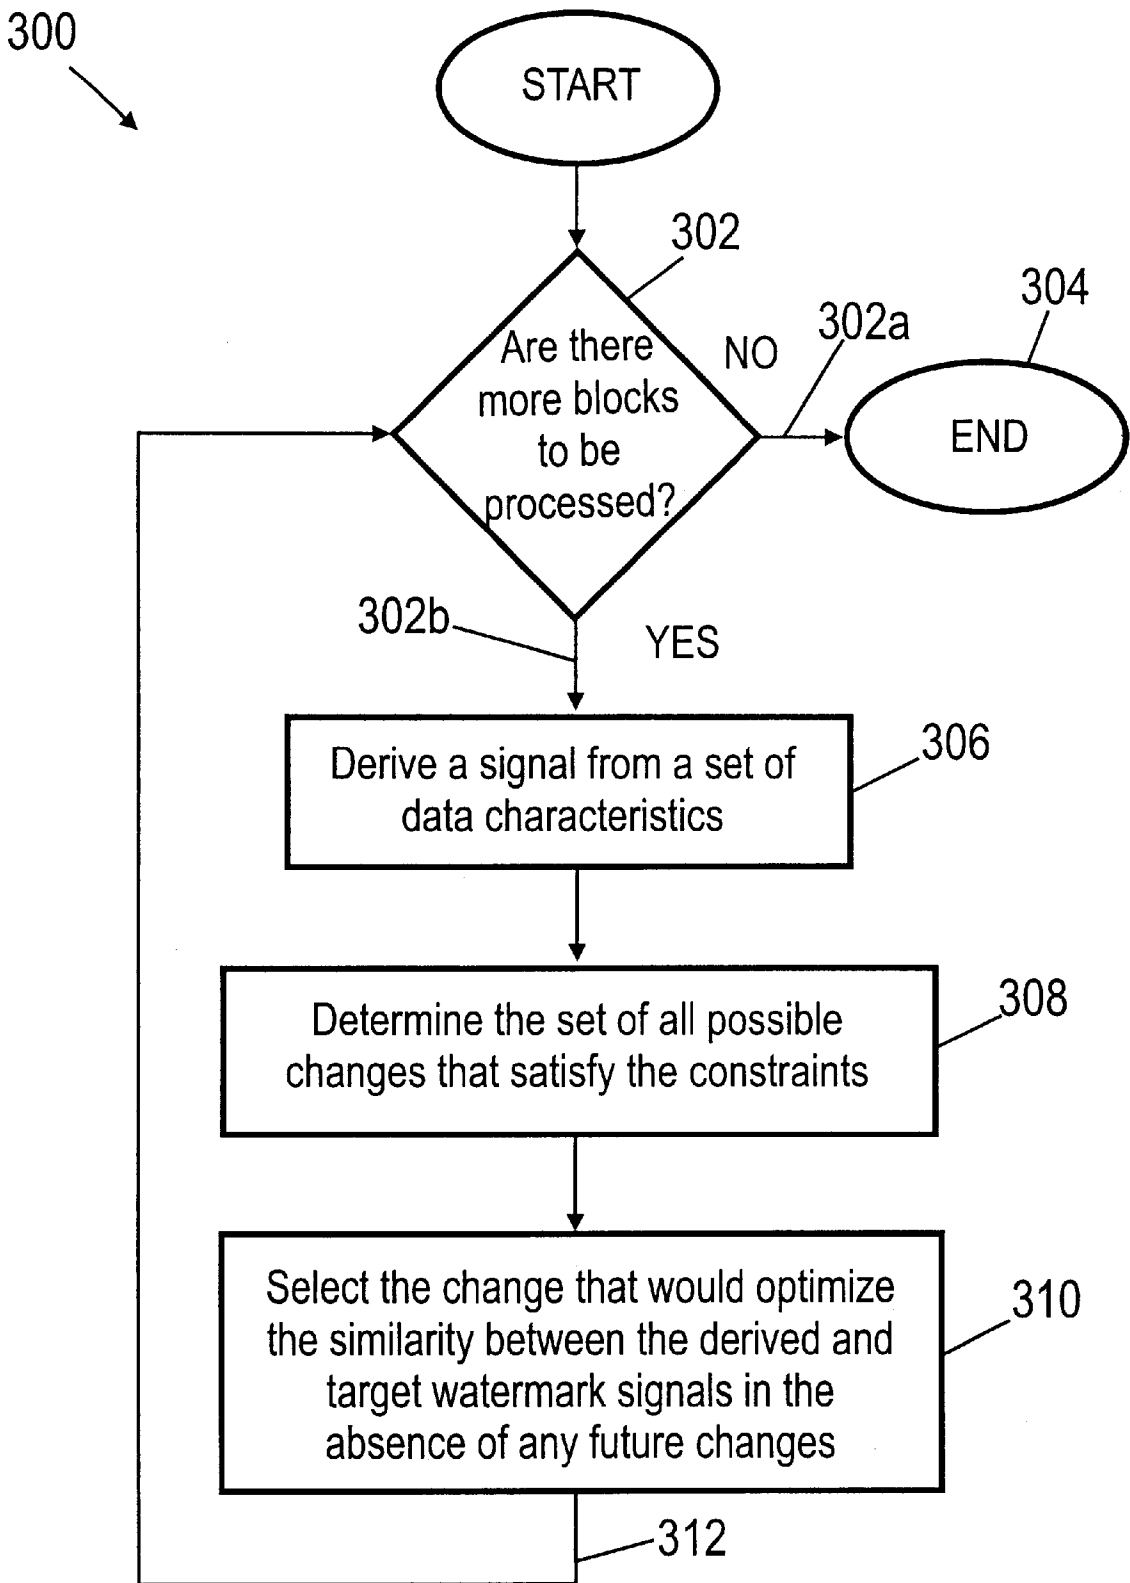 300
START
302
304
302a
NO
Are there
more blocks
to be
processed?
END
302b
YES
306
Derive a signal from a set of
data characteristics
308
Determine the set of all possible
changes that satisfy the constraints
310
Select the change that would optimize
the similarity between the derived and
target watermark signals in the
absence of any future changes
312